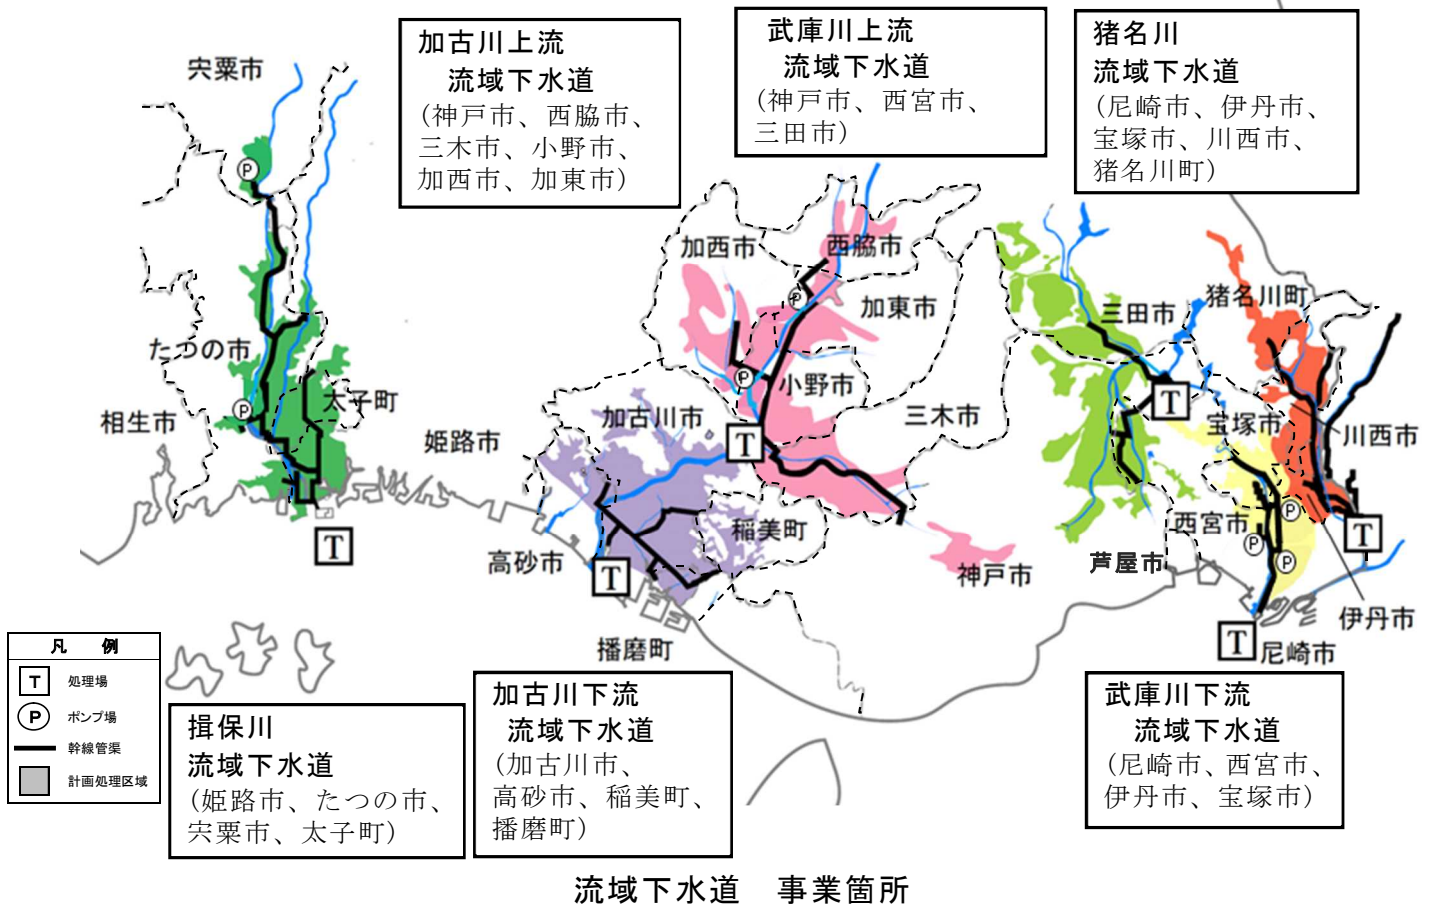 加古川上流
流域下水道
(神戸市、西脇市、
三木市、小野市、
加西市、加東市)
武庫川上流
流域下水道
(神戸市、西宮市、
三田市)
猪名川
流域下水道
(尼崎市、伊丹市、
宝塚市、川西市、
猪名川町)
宍粟市
P
たつの市
P
太子町
相生市
姫路市
T
加西市
西脇市
P
加東市
P
小野市
三木市
加古川市
T
稲美町
高砂市
T
神戸市
播磨町
三田市
猪名川町
T
宝塚市
川西市
西宮市
P
P
P
T
芦屋市
伊丹市
T
尼崎市
凡 例
T 処理場
P ポンプ場
幹線管渠
計画処理区域
揖保川
流域下水道
(姫路市、たつの市、
宍粟市、太子町)
加古川下流
流域下水道
(加古川市、
高砂市、稲美町、
播磨町)
武庫川下流
流域下水道
(尼崎市、西宮市、
伊丹市、宝塚市)
流域下水道 事業箇所